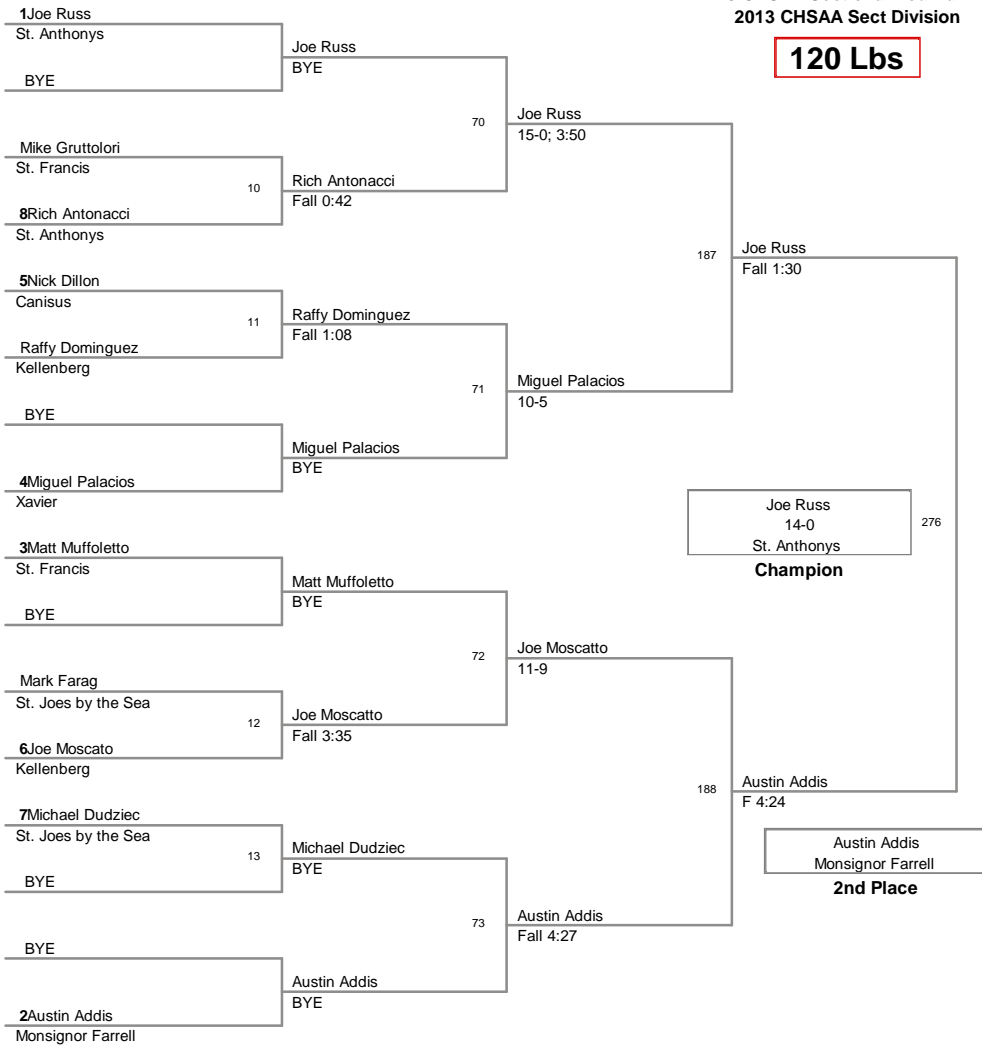 2013 CHSAA Sect Division
120 Lbs
1Joe Russ
St. Anthonys
BYE
Mike Gruttolori
St. Francis
8Rich Antonacci
St. Anthonys
5Nick Dillon
Canisus
Raffy Dominguez
Kellenberg
BYE
4Miguel Palacios
Xavier
3Matt Muffoletto
St. Francis
BYE
Mark Farag
St. Joes by the Sea
6Joe Moscato
Kellenberg
7Michael Dudziec
St. Joes by the Sea
BYE
BYE
2Austin Addis
Monsignor Farrell
Joe Russ
BYE
10
Rich Antonacci
Fall 0:42
11
Raffy Dominguez
Fall 1:08
Miguel Palacios
BYE
Matt Muffoletto
BYE
12
Joe Moscatto
Fall 3:35
13
Michael Dudziec
BYE
Austin Addis
BYE
70
Joe Russ
15-0; 3:50
71
Miguel Palacios
10-5
72
Joe Moscatto
11-9
73
Austin Addis
Fall 4:27
187
Joe Russ
Fall 1:30
188
Austin Addis
F 4:24
276
Joe Russ
14-0
St. Anthonys
Champion
Austin Addis
Monsignor Farrell
2nd Place